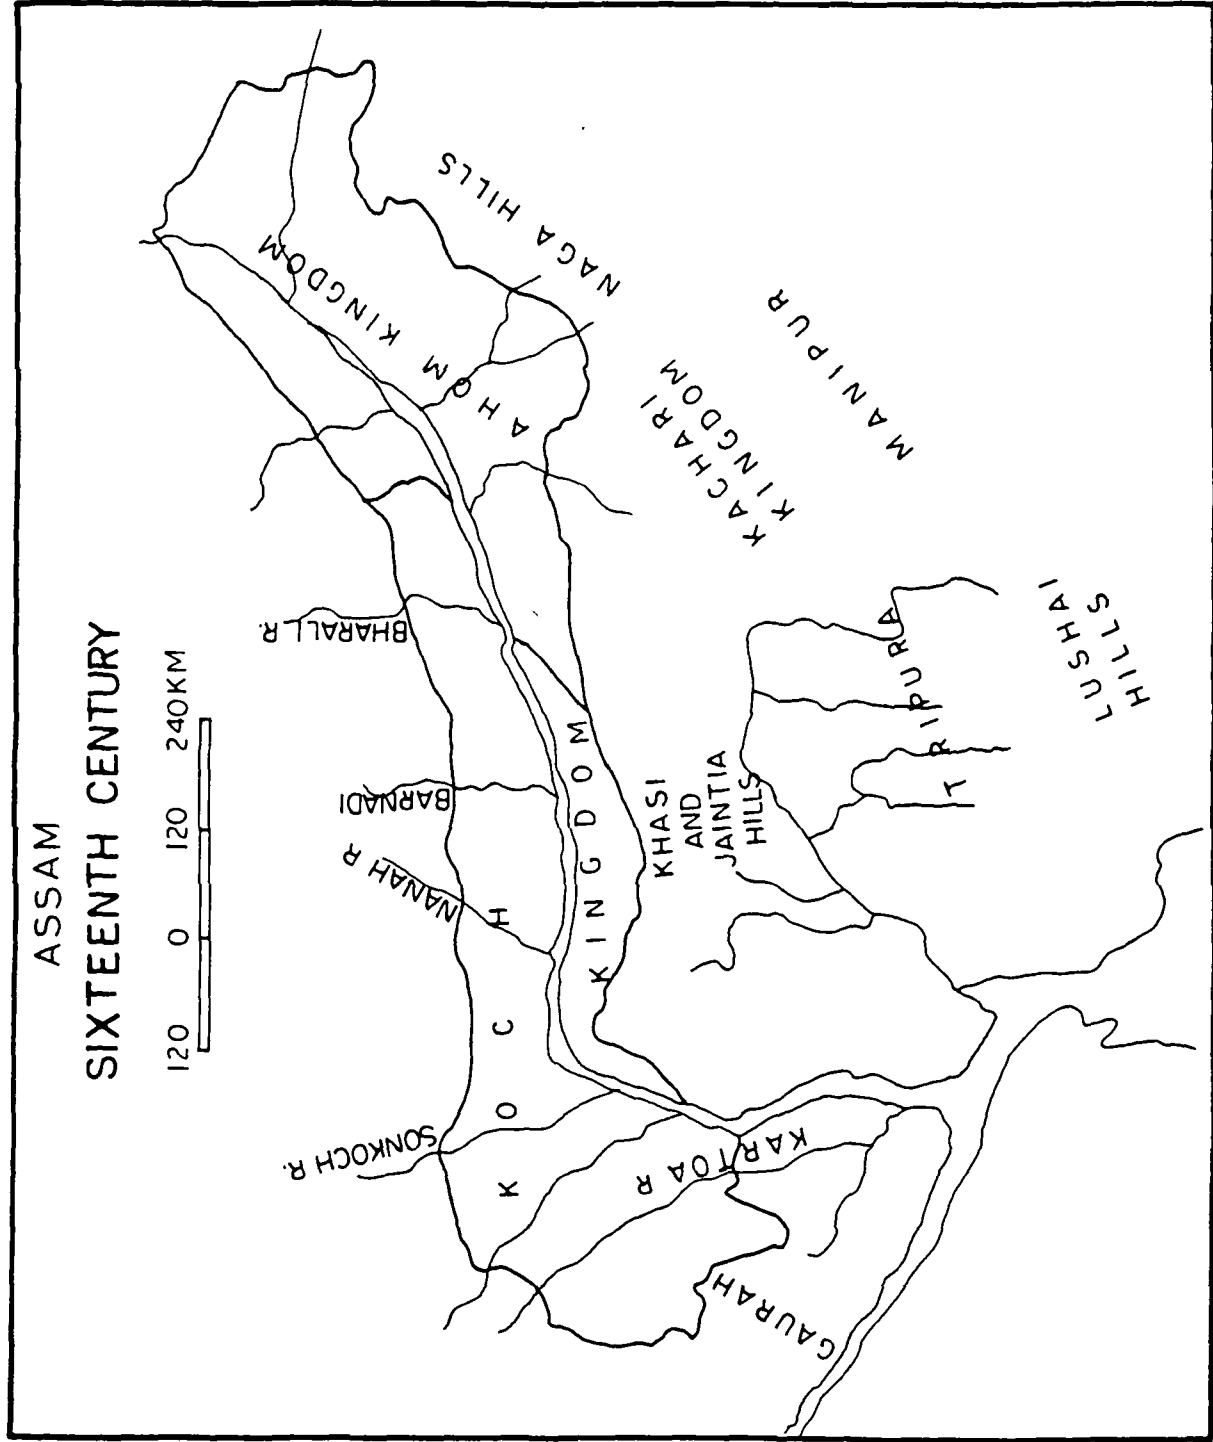 ASSAM
SIXTEENTH CENTURY
120 0 120 240KM
SONKOCH R.
NANAH R
BARNADI
BHARALI R.
KOCH
KINGDOM
AHOM KINGDOM
NAGA HILLS
KACHARI
KINGDOM
MANIPUR
KHASI
AND
JAINTIA
HILLS
TRIPURA
LUSHAI
HILLS
KARTOA R
GAURAH